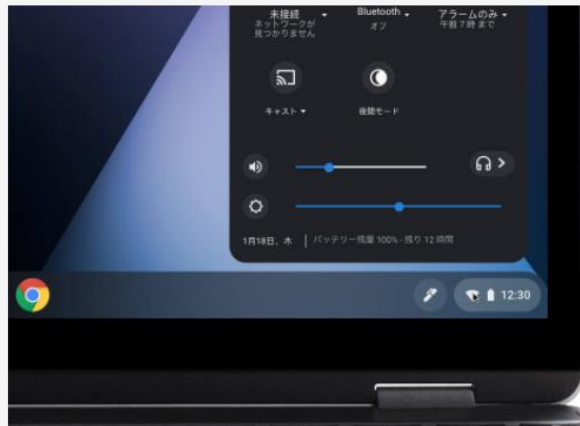 未接続
ネットワークが
見つかりません
Bluetooth
オフ
アラームのみ
午前 7 時 まで
キャスト
夜間モード
1月18日、木 | バッテリー残量 100% - 残り 12 時間
12:30